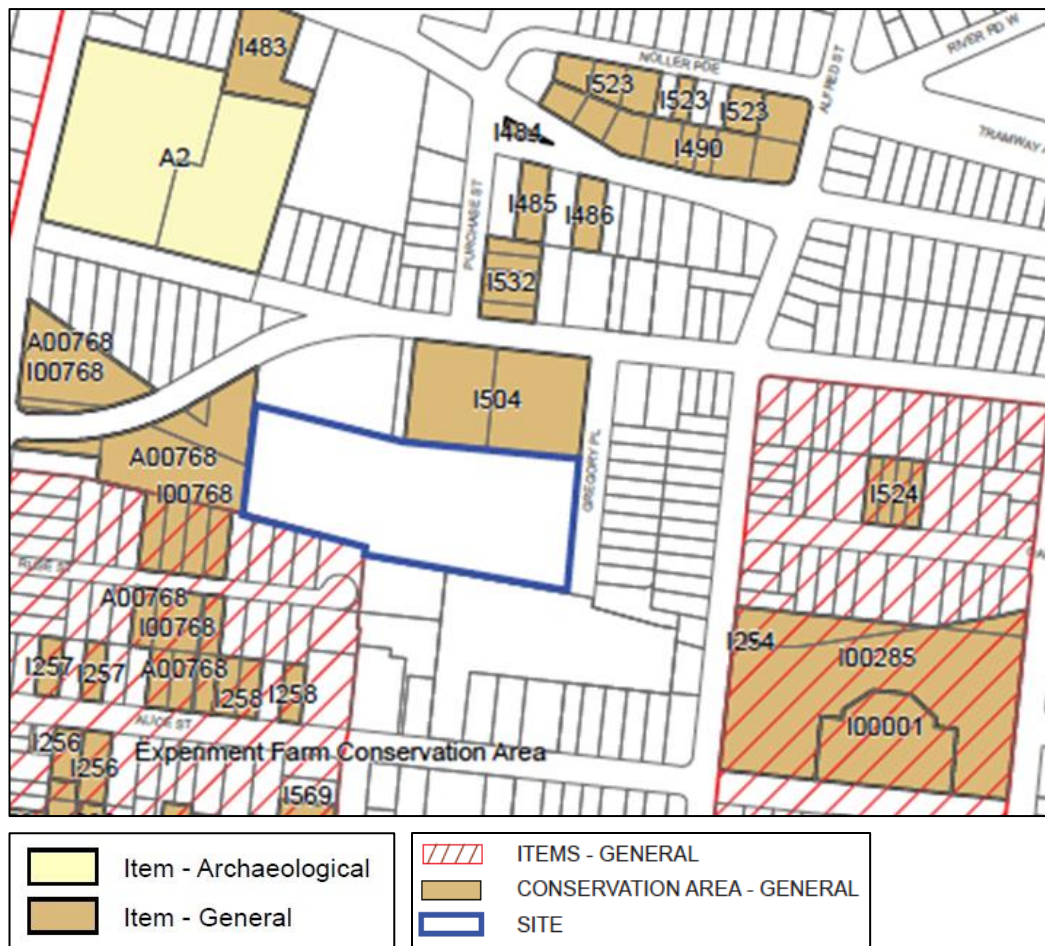 I483
NOLLER PDE
ALFRED ST
RIVER RD W
I523
I523
I523
TRAMWAY A
I484
I490
A2
PURCHASE ST
I485
I486
I532
A00768
I00768
I504
A00768
GREGORY PL
I00768
I524
RUSE ST
A00768
I00768
I254
I00285
I257
I257
A00768
I258
I258
I00001
ALICE ST
I256
Experiment Farm Conservation Area
I256
I569
Item - Archaeological
Item - General
ITEMS - GENERAL
CONSERVATION AREA - GENERAL
SITE